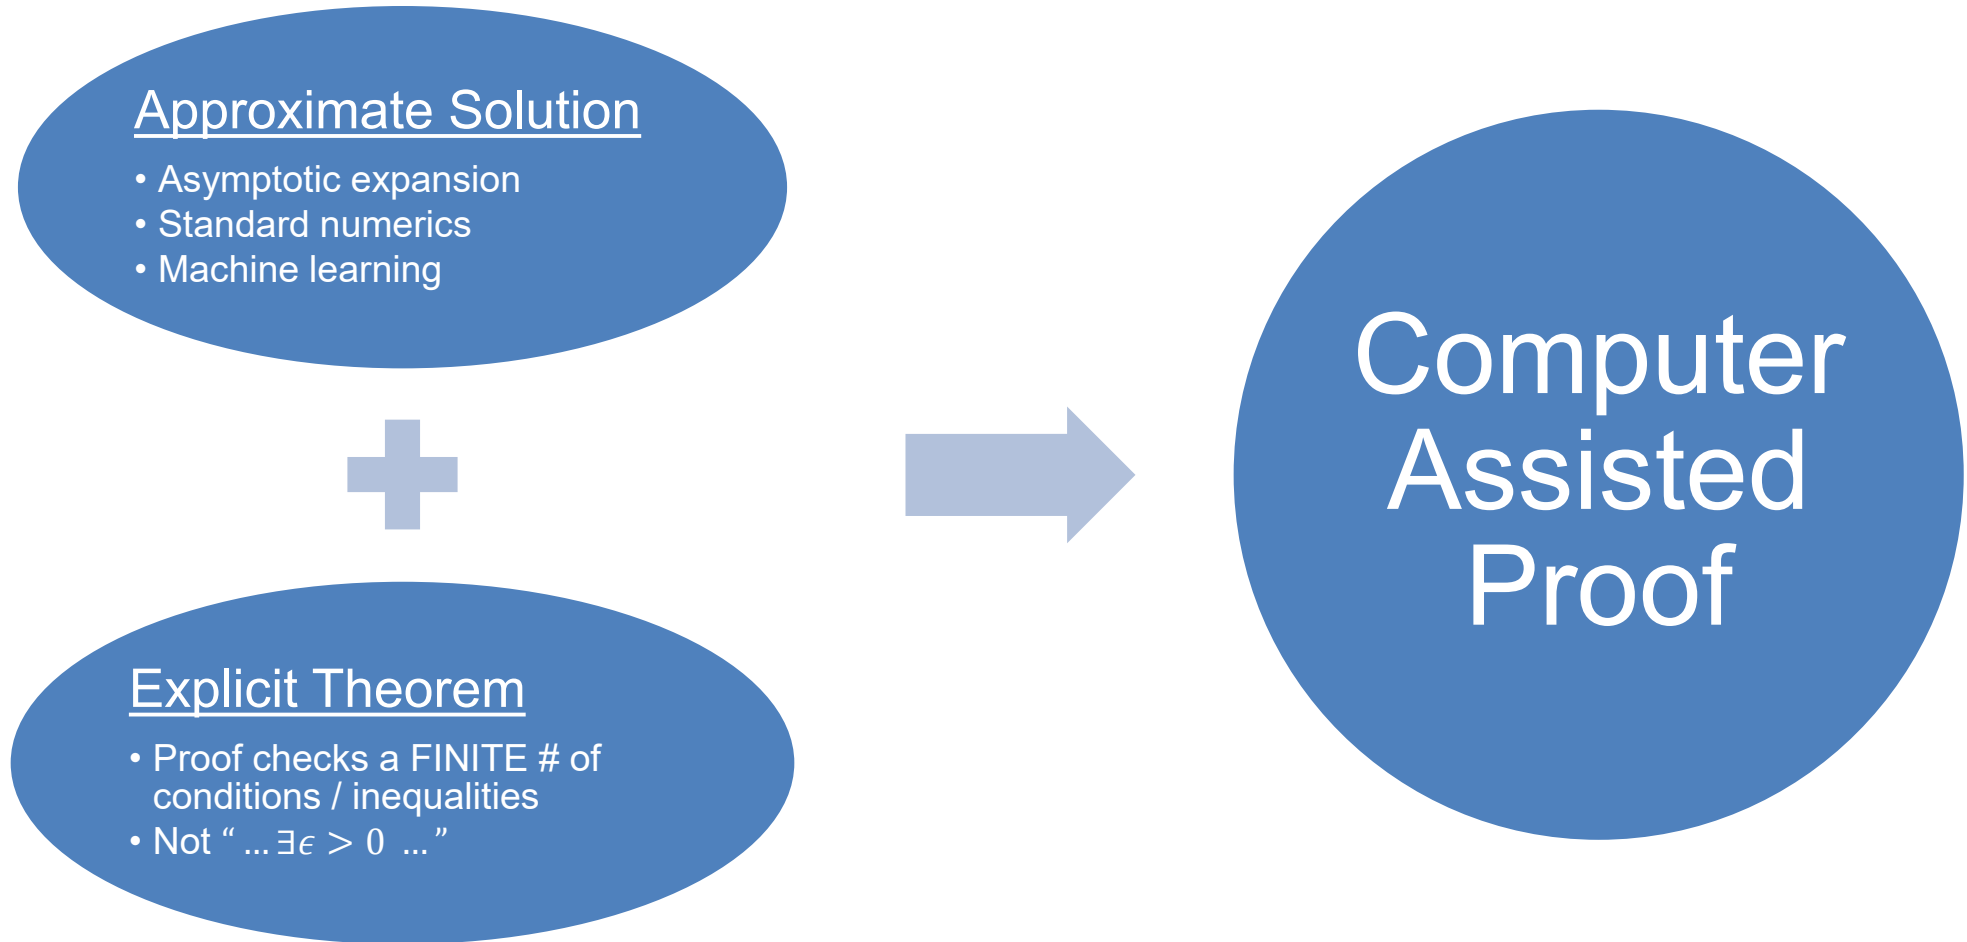 Approximate Solution
• Asymptotic expansion
• Standard numerics
• Machine learning
Explicit Theorem
• Proof checks a FINITE # of
conditions / inequalities
• Not “ … ∃ϵ > 0 … ”
Computer
Assisted
Proof